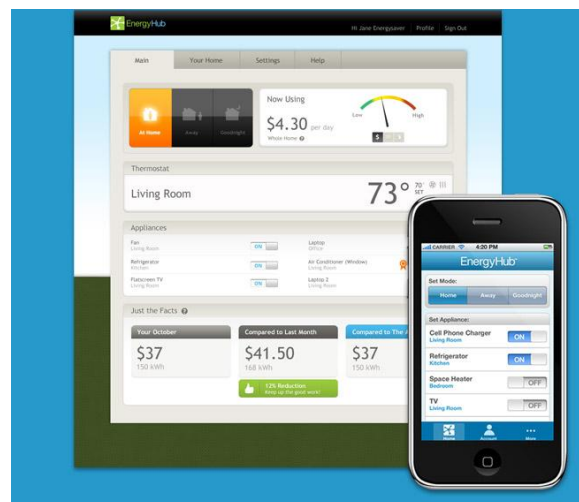 EnergyHub
Hi Jane Energysaver | Profile | Sign Out
Main
Your Home
Settings
Help
At Home
Away
Goodnight
Now Using
$4.30 per day
Whole Home
Low
High
$
Thermostat
Living Room
73° 70° SET
Appliances
Fan
Living Room
ON
Laptop
Office
Refrigerator
Kitchen
ON
Air Conditioner (Window)
Living Room
Flatscreen TV
Living Room
ON
Laptop 2
Living Room
Just the Facts
Your October
$37
150 kWh
Compared to Last Month
$41.50
168 kWh
12% Reduction
Keep up the good work!
Compared to The A
$37
150 kWh
CARRIER
4:20 PM
EnergyHub
Set Mode:
Home
Away
Goodnight
Set Appliance:
Cell Phone Charger
Living Room
ON
Refrigerator
Kitchen
ON
Space Heater
Bedroom
OFF
TV
Living Room
OFF
Home
Account
More